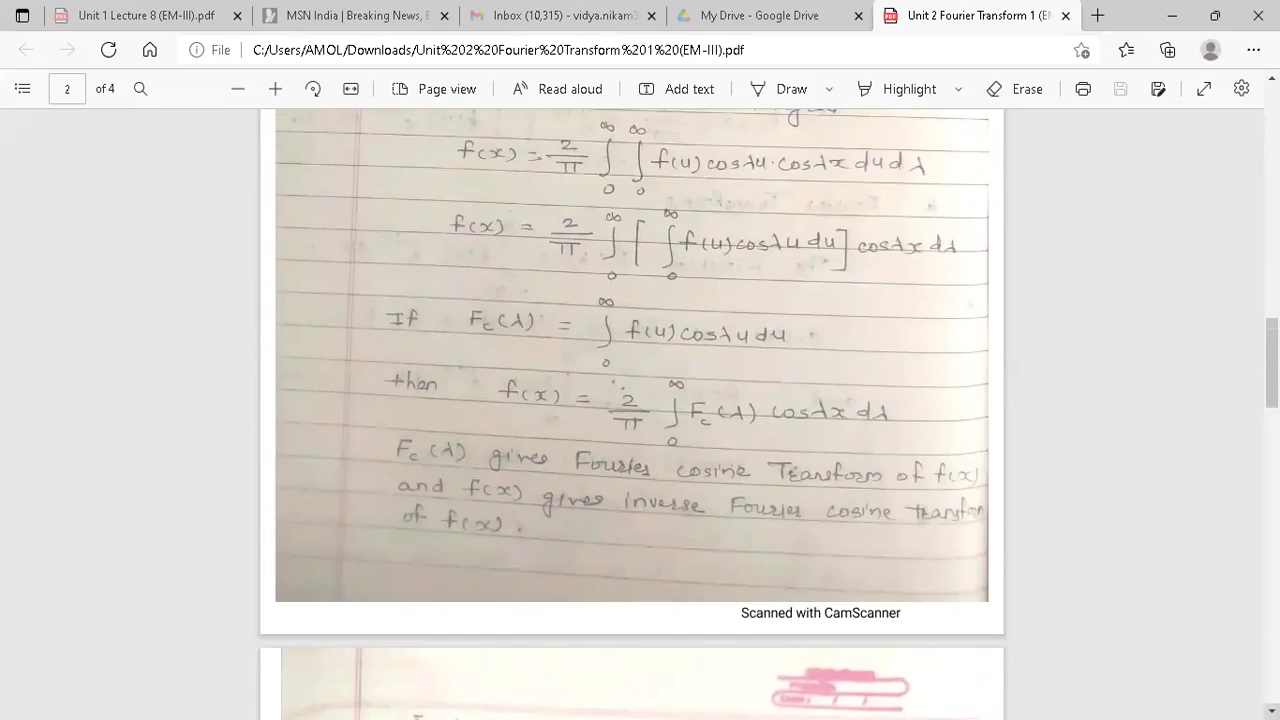 Unit 1 Lecture 8 (EM-III).pdf
MSN India | Breaking News, E
Inbox (10,315) - vidya.nikam3
My Drive - Google Drive
Unit 2 Fourier Transform 1 (EM
File C:/Users/AMOL/Downloads/Unit%202%20Fourier%20Transform%201%20(EM-III).pdf
2 of 4 Page view Read aloud Add text Draw Highlight Erase
f(x) = 2/π ∫₀^∞ ∫₀^∞ f(u) cosλu·cosλx du dλ
f(x) = 2/π ∫₀^∞ [ ∫₀^∞ f(u) cosλu du ] cosλx dλ
If Fc(λ) = ∫₀^∞ f(u) cosλu du
than f(x) = 2/π ∫₀^∞ Fc(λ) cosλx dλ
Fc(λ) gives Fourier cosine Transform of f(x)
and f(x) gives inverse Fourier cosine transfor
of f(x).
Scanned with CamScanner